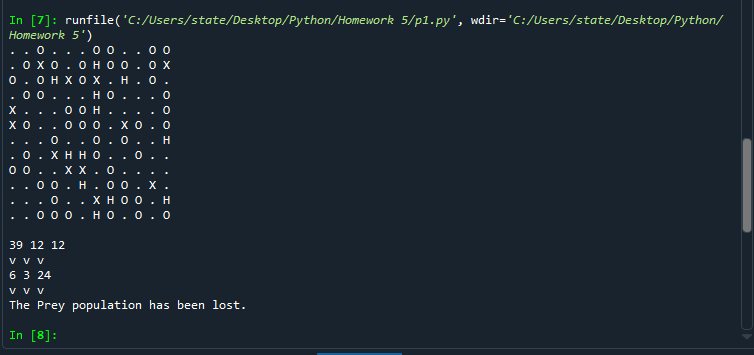 In [7]: runfile('C:/Users/state/Desktop/Python/Homework 5/p1.py', wdir='C:/Users/state/Desktop/Python/
Homework 5')
. . O . . . O O . . O O
. O X O . O H O O . O X
O . O H X O X . H . O .
. O O . . . H O . . . O
X . . . O O H . . . . O
X O . . O O O . X O . O
. . . O . . O . O . . H
. O . X H H O . . O . .
O O . . X X . O . . . .
. . O O . H . O O . X .
. . . O . . X H O O . H
. . O O O . H O . O . O
39 12 12
v v v
6 3 24
v v v
The Prey population has been lost.
In [8]: